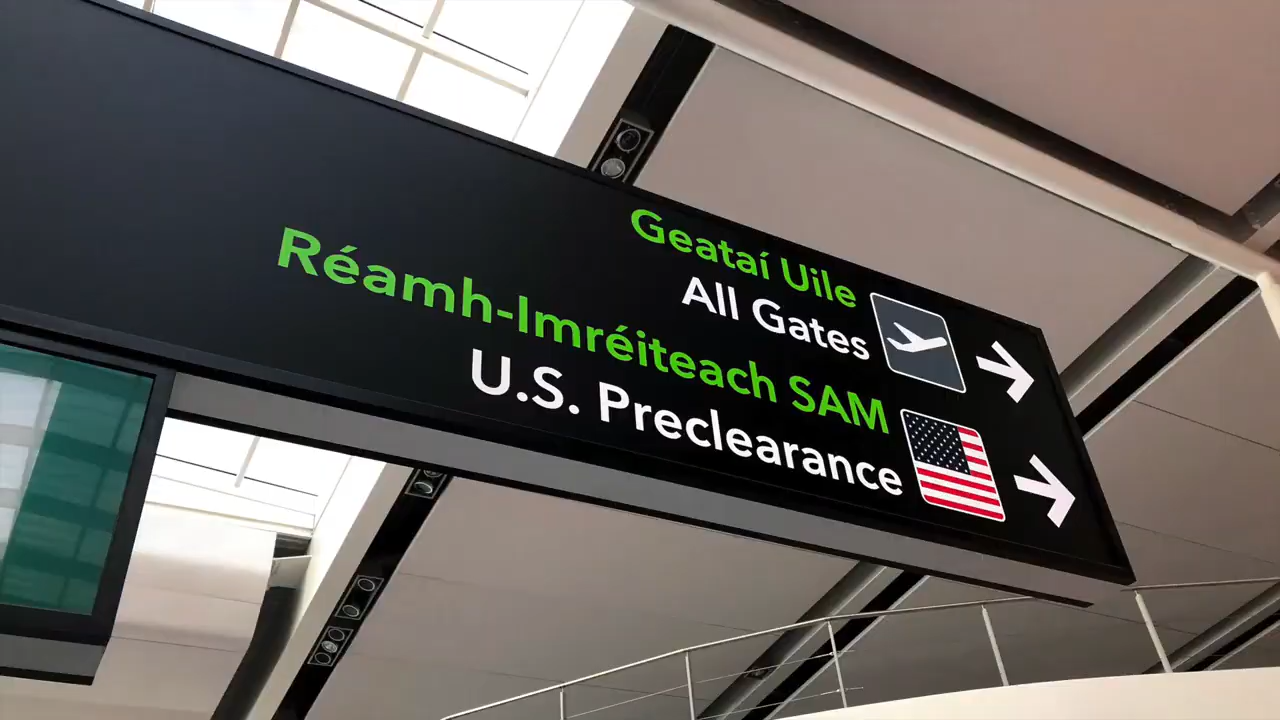 Geataí Uile
All Gates
Réamh-Imréiteach SAM
U.S. Preclearance